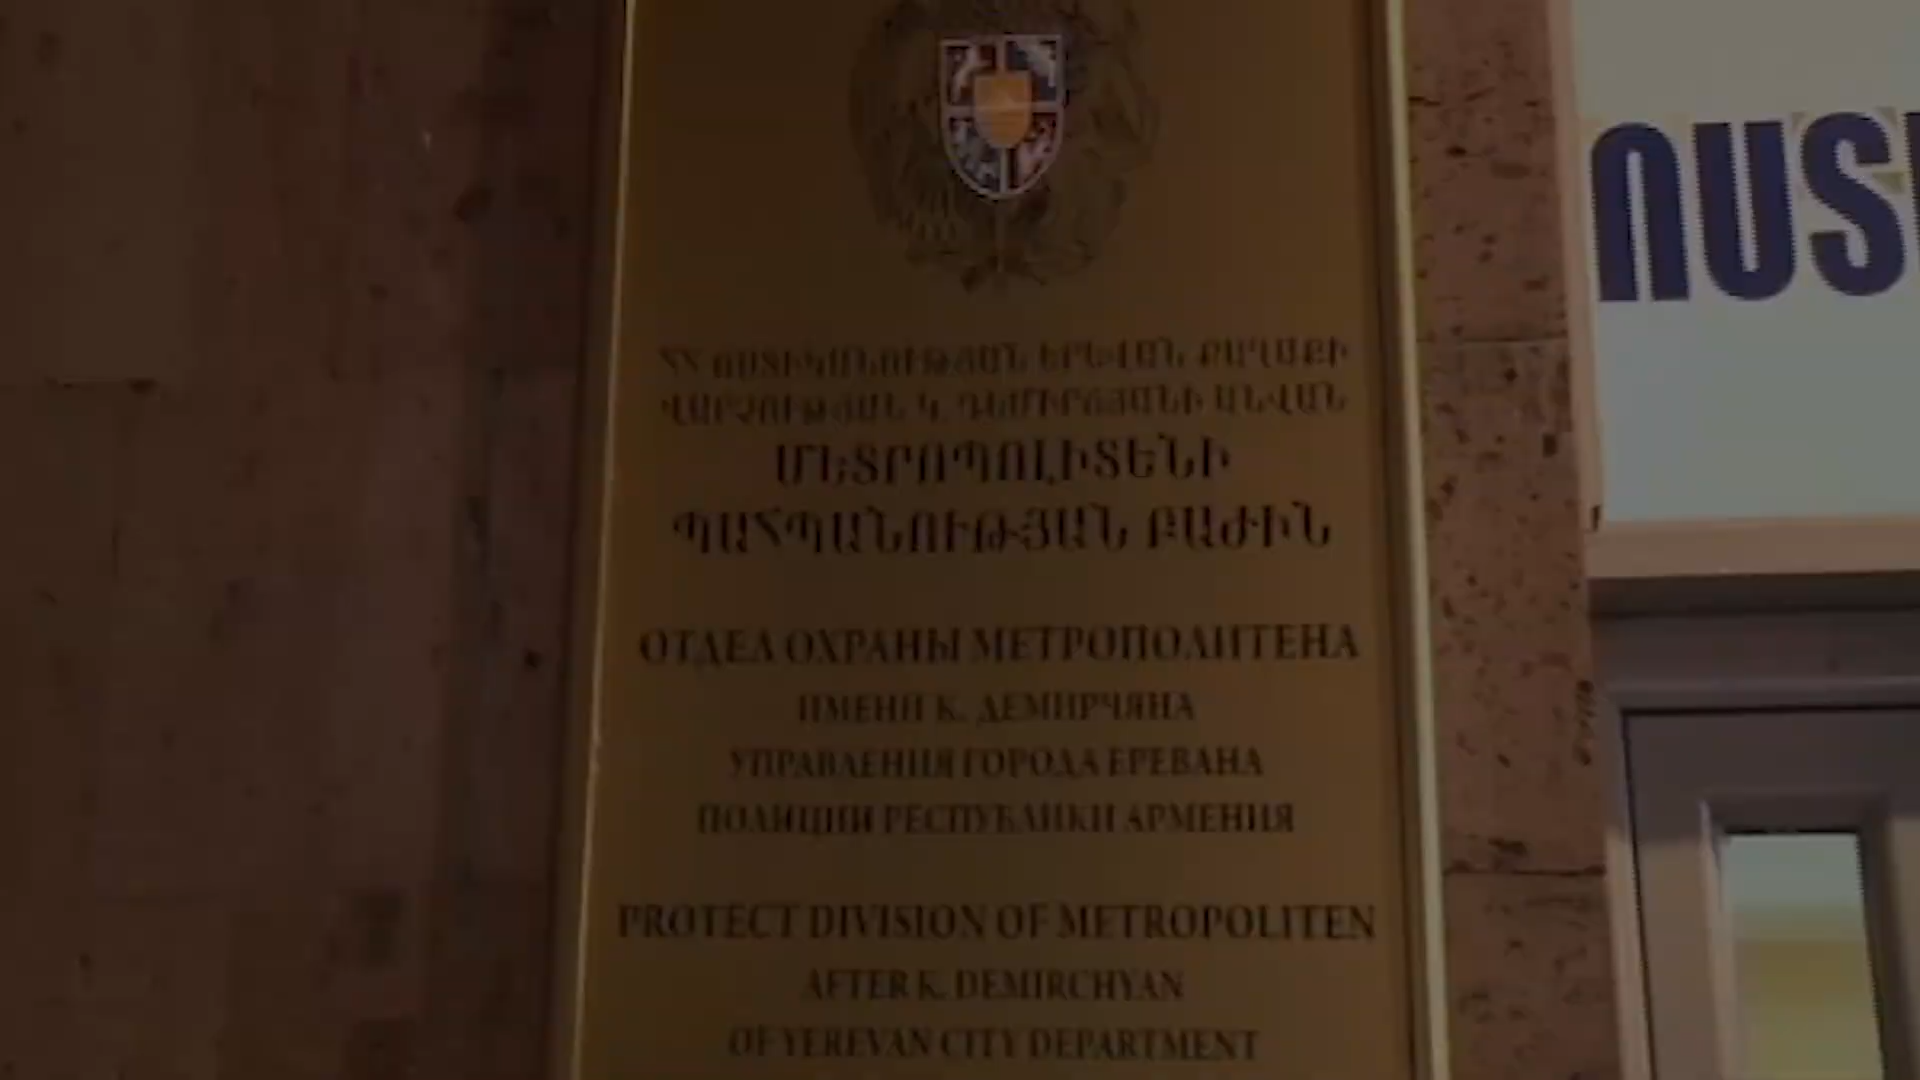 ՈՍՏ
ՀՀ ՈՍՏԻԿԱՆՈՒԹՅԱՆ ԵՐԵՎԱՆ ՔԱՂԱՔԻ
ՎԱՐՉՈՒԹՅԱՆ Կ. ԴԵՄԻՐՃՅԱՆԻ ԱՆՎԱՆ
ՄԵՏՐՈՊՈԼԻՏԵՆԻ
ՊԱՀՊԱՆՈՒԹՅԱՆ ԲԱԺԻՆ
ОТДЕЛ ОХРАНЫ МЕТРОПОЛИТЕНА
ИМЕНИ К. ДЕМИРЧЯНА
УПРАВЛЕНИЯ ГОРОДА ЕРЕВАНА
ПОЛИЦИИ РЕСПУБЛИКИ АРМЕНИЯ
PROTECT DIVISION OF METROPOLITEN
AFTER K. DEMIRCHYAN
OF YEREVAN CITY DEPARTMENT